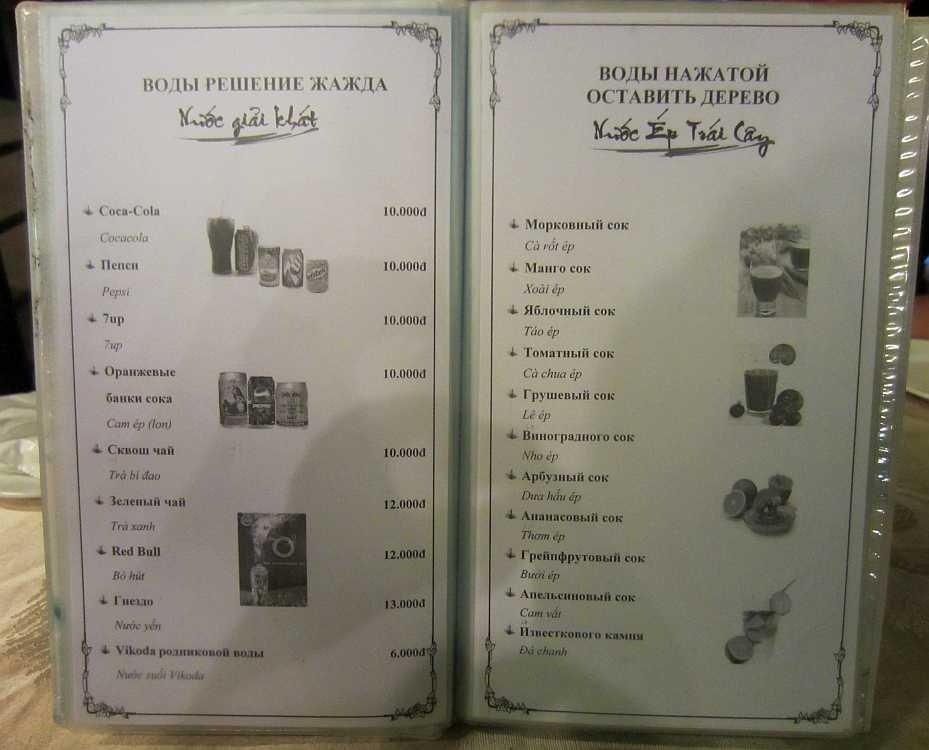 ВОДЫ РЕШЕНИЕ ЖАЖДА
Nước giải khát
Coca-Cola 10.000đ
Cocacola
Пепси 10.000đ
Pepsi
7up 10.000đ
7up
Оранжевые 10.000đ
банки сока
Cam ép (lon)
Сквош чай 10.000đ
Trà bí đao
Зеленый чай 12.000đ
Trà xanh
Red Bull 12.000đ
Bò hút
Гнездо 13.000đ
Nước yến
Vikoda родниковой воды 6.000đ
Nước suối Vikoda
ВОДЫ НАЖАТОЙ
ОСТАВИТЬ ДЕРЕВО
Nước Ép Trái Cây
Морковный сок
Cà rốt ép
Манго сок
Xoài ép
Яблочный сок
Táo ép
Томатный сок
Cà chua ép
Грушевый сок
Lê ép
Виноградного сок
Nho ép
Арбузный сок
Dưa hấu ép
Ананасовый сок
Thơm ép
Грейпфрутовый сок
Bưởi ép
Апельсиновый сок
Cam vắt
Известкового камня
Đá chanh